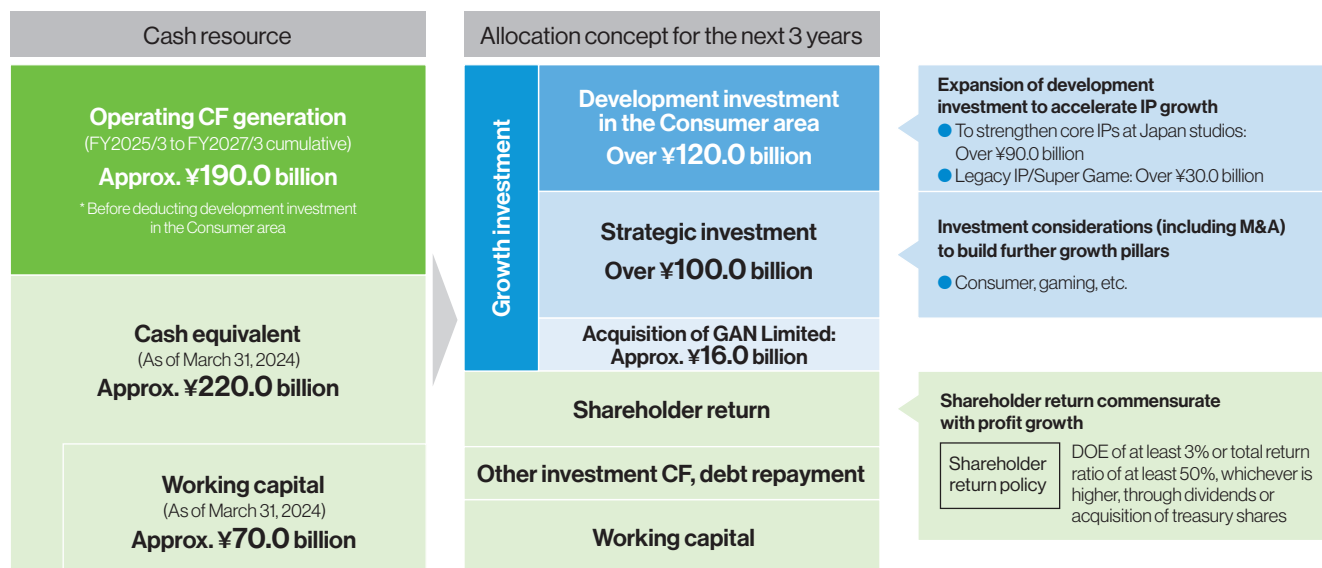 Cash resource
Operating CF generation
(FY2025/3 to FY2027/3 cumulative)
Approx. ¥190.0 billion
* Before deducting development investment
in the Consumer area
Cash equivalent
(As of March 31, 2024)
Approx. ¥220.0 billion
Working capital
(As of March 31, 2024)
Approx. ¥70.0 billion
Allocation concept for the next 3 years
Growth investment
Development investment
in the Consumer area
Over ¥120.0 billion
Strategic investment
Over ¥100.0 billion
Acquisition of GAN Limited:
Approx. ¥16.0 billion
Shareholder return
Other investment CF, debt repayment
Working capital
Expansion of development
investment to accelerate IP growth
● To strengthen core IPs at Japan studios:
Over ¥90.0 billion
● Legacy IP/Super Game: Over ¥30.0 billion
Investment considerations (including M&A)
to build further growth pillars
● Consumer, gaming, etc.
Shareholder return commensurate
with profit growth
Shareholder
return policy
DOE of at least 3% or total return
ratio of at least 50%, whichever is
higher, through dividends or
acquisition of treasury shares